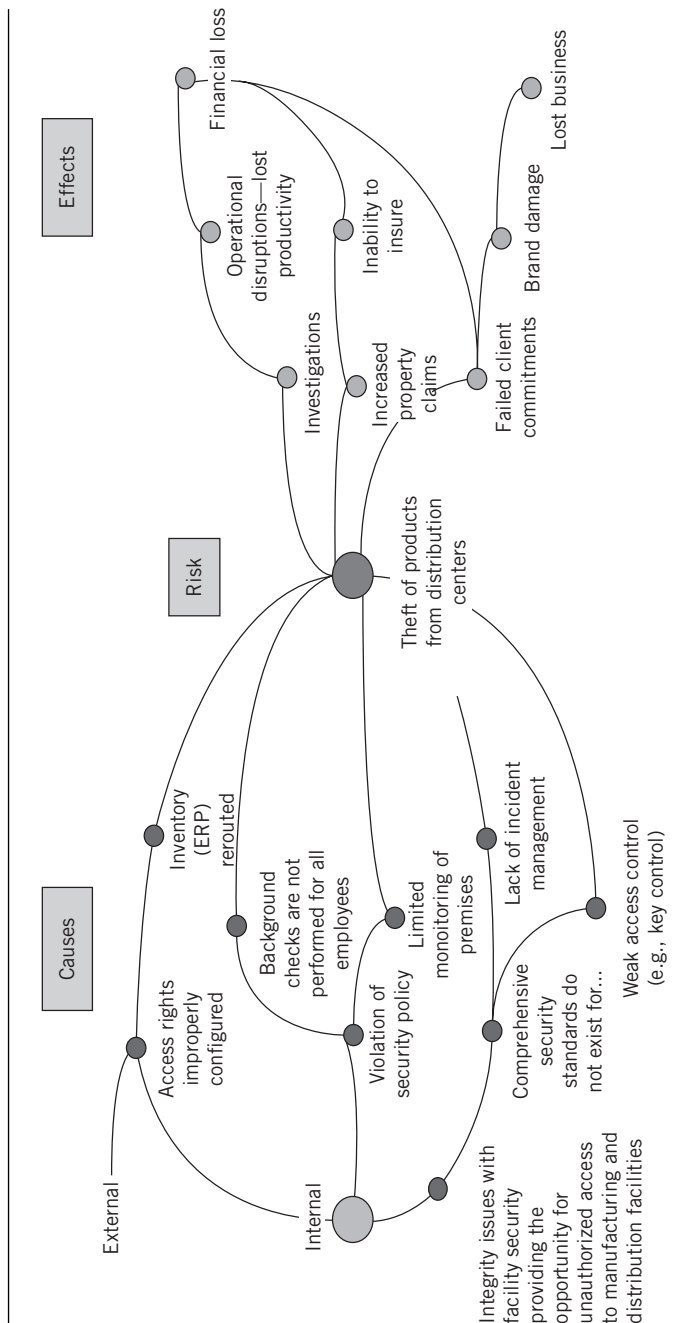 Causes
Risk
Effects
External
Access rights
improperly
configured
Inventory
(ERP)
rerouted
Internal
Background
checks are not
performed for all
employees
Violation of
security policy
Limited
monoitoring of
premises
Integrity issues with
facility security
providing the
opportunity for
unauthorized access
to manufacturing and
distribution facilities
Comprehensive
security
standards do
not exist for...
Lack of incident
management
Weak access control
(e.g., key control)
Theft of products
from distribution
centers
Investigations
Operational
disruptions—lost
productivity
Financial loss
Increased
property
claims
Inability to
insure
Failed client
commitments
Brand damage
Lost business